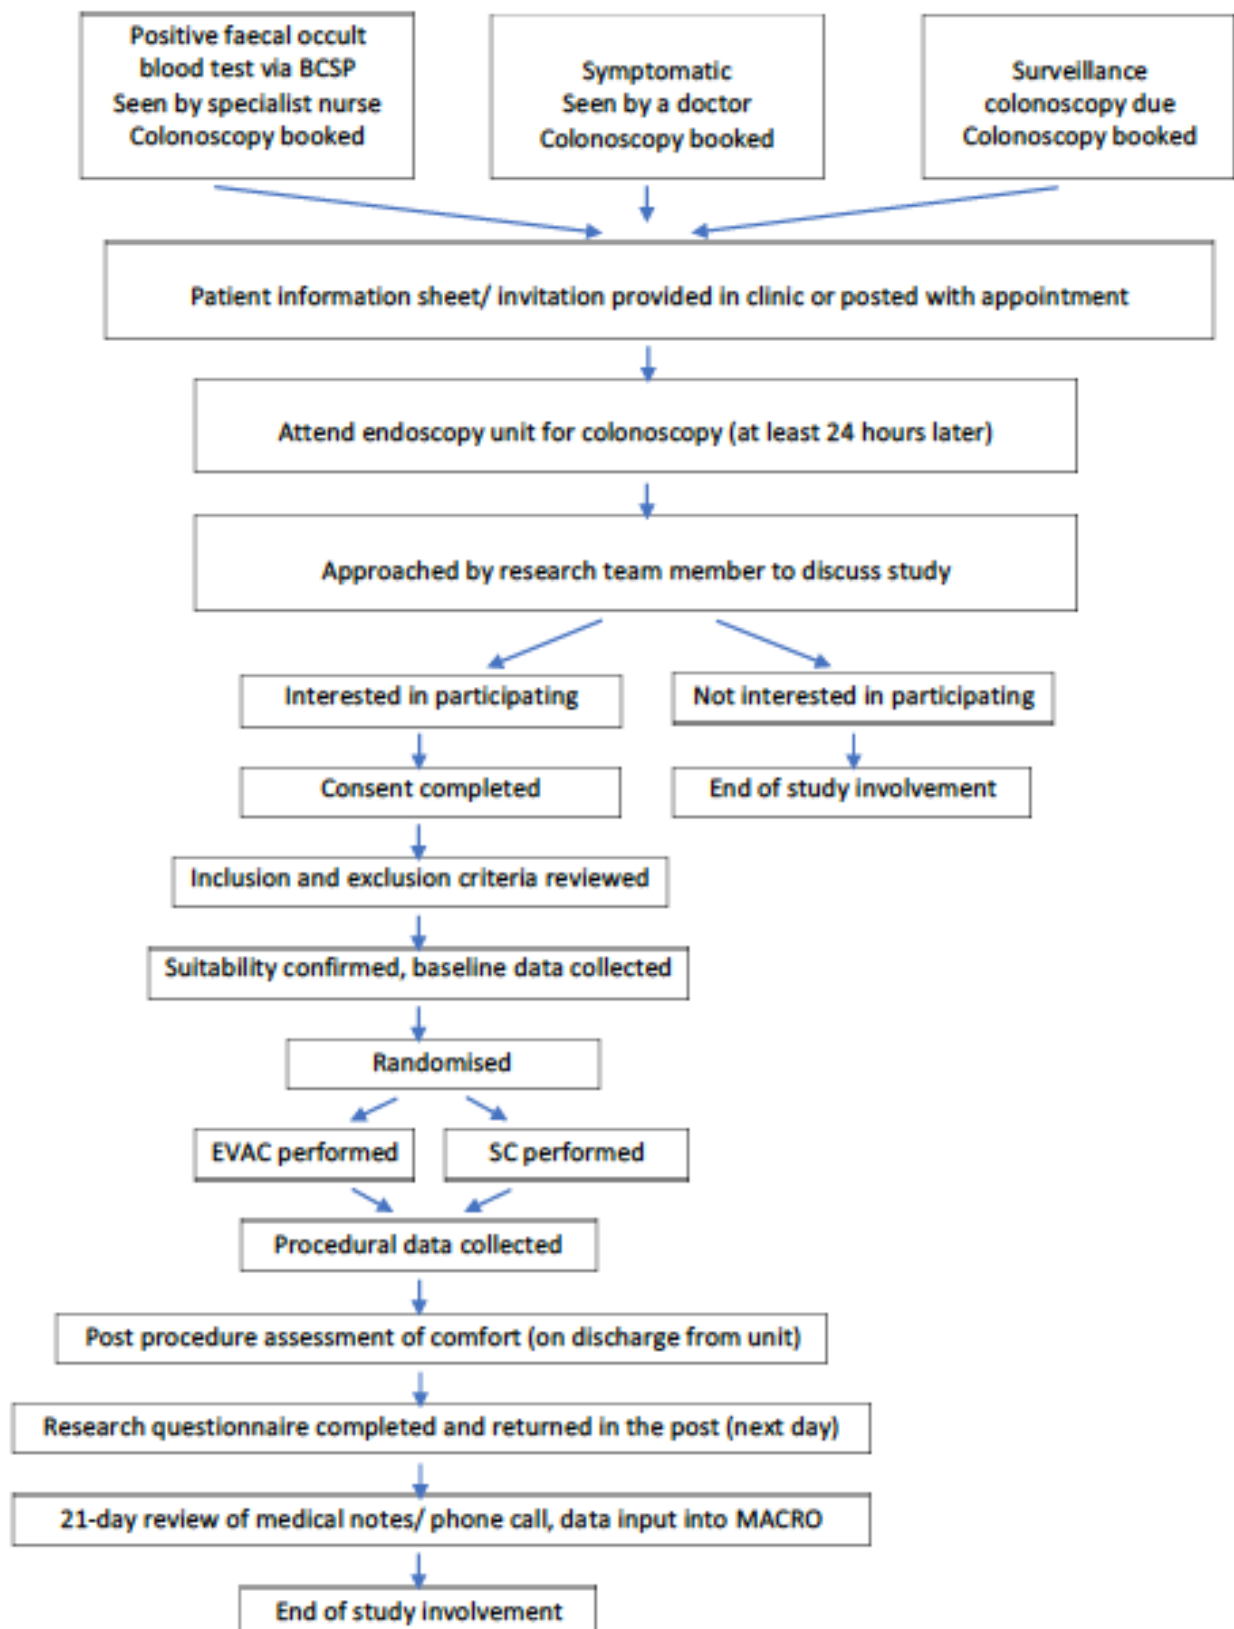 Positive faecal occult
blood test via BCSP
Seen by specialist nurse
Colonoscopy booked
Symptomatic
Seen by a doctor
Colonoscopy booked
Surveillance
colonoscopy due
Colonoscopy booked
Patient information sheet/ invitation provided in clinic or posted with appointment
Attend endoscopy unit for colonoscopy (at least 24 hours later)
Approached by research team member to discuss study
Interested in participating
Not interested in participating
Consent completed
End of study involvement
Inclusion and exclusion criteria reviewed
Suitability confirmed, baseline data collected
Randomised
EVAC performed
SC performed
Procedural data collected
Post procedure assessment of comfort (on discharge from unit)
Research questionnaire completed and returned in the post (next day)
21-day review of medical notes/ phone call, data input into MACRO
End of study involvement